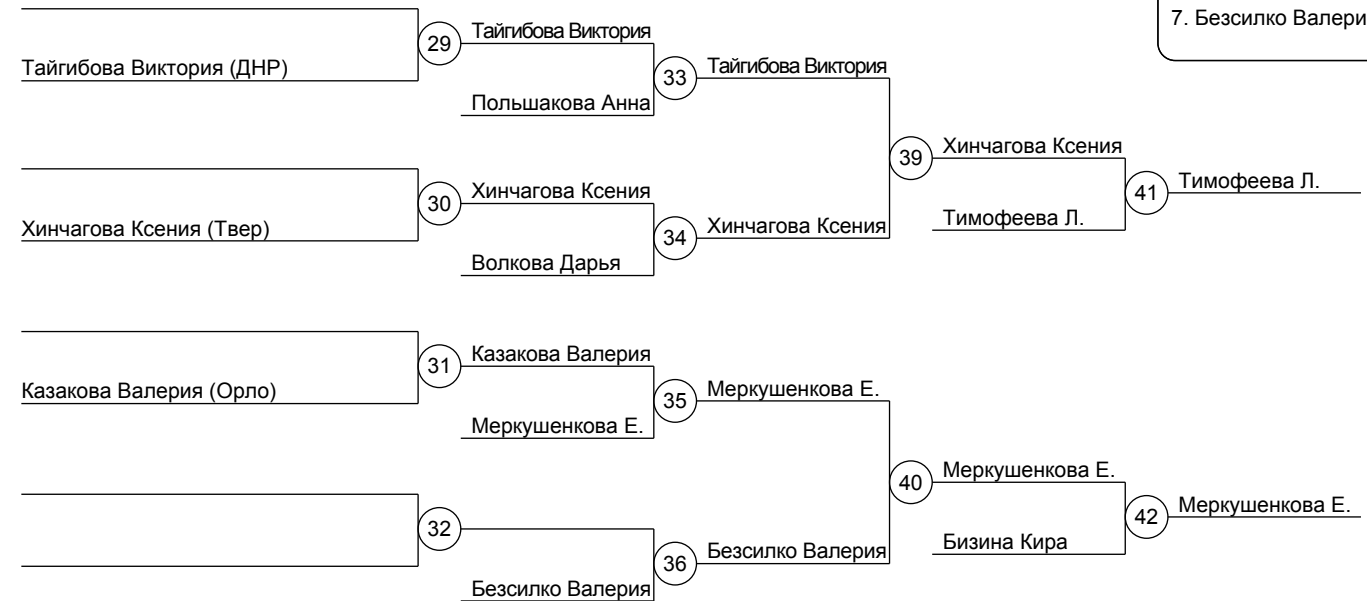 7. Безсилко Валери
29
Тайгибова Виктория
Тайгибова Виктория (ДНР)
33
Тайгибова Виктория
Польшакова Анна
39
Хинчагова Ксения
30
Хинчагова Ксения
41
Тимофеева Л.
Хинчагова Ксения (Твер)
34
Хинчагова Ксения
Тимофеева Л.
Волкова Дарья
31
Казакова Валерия
Казакова Валерия (Орло)
35
Меркушенкова Е.
Меркушенкова Е.
40
Меркушенкова Е.
32
42
Меркушенкова Е.
36
Безсилко Валерия
Бизина Кира
Безсилко Валерия